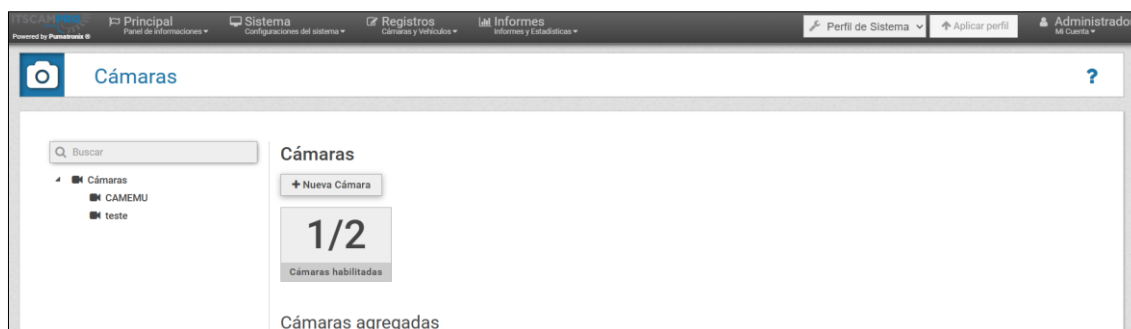 ITSCAMPRO
Powered by Pumatronix ®
Principal
Panel de informaciones
Sistema
Configuraciones del sistema
Registros
Cámaras y Vehículos
Informes
Informes y Estadísticas
Perfil de Sistema
Aplicar perfil
Administrador
Mi Cuenta
Cámaras
?
Buscar
Cámaras
CAMEMU
teste
Cámaras
+ Nueva Cámara
1/2
Cámaras habilitadas
Cámaras agregadas